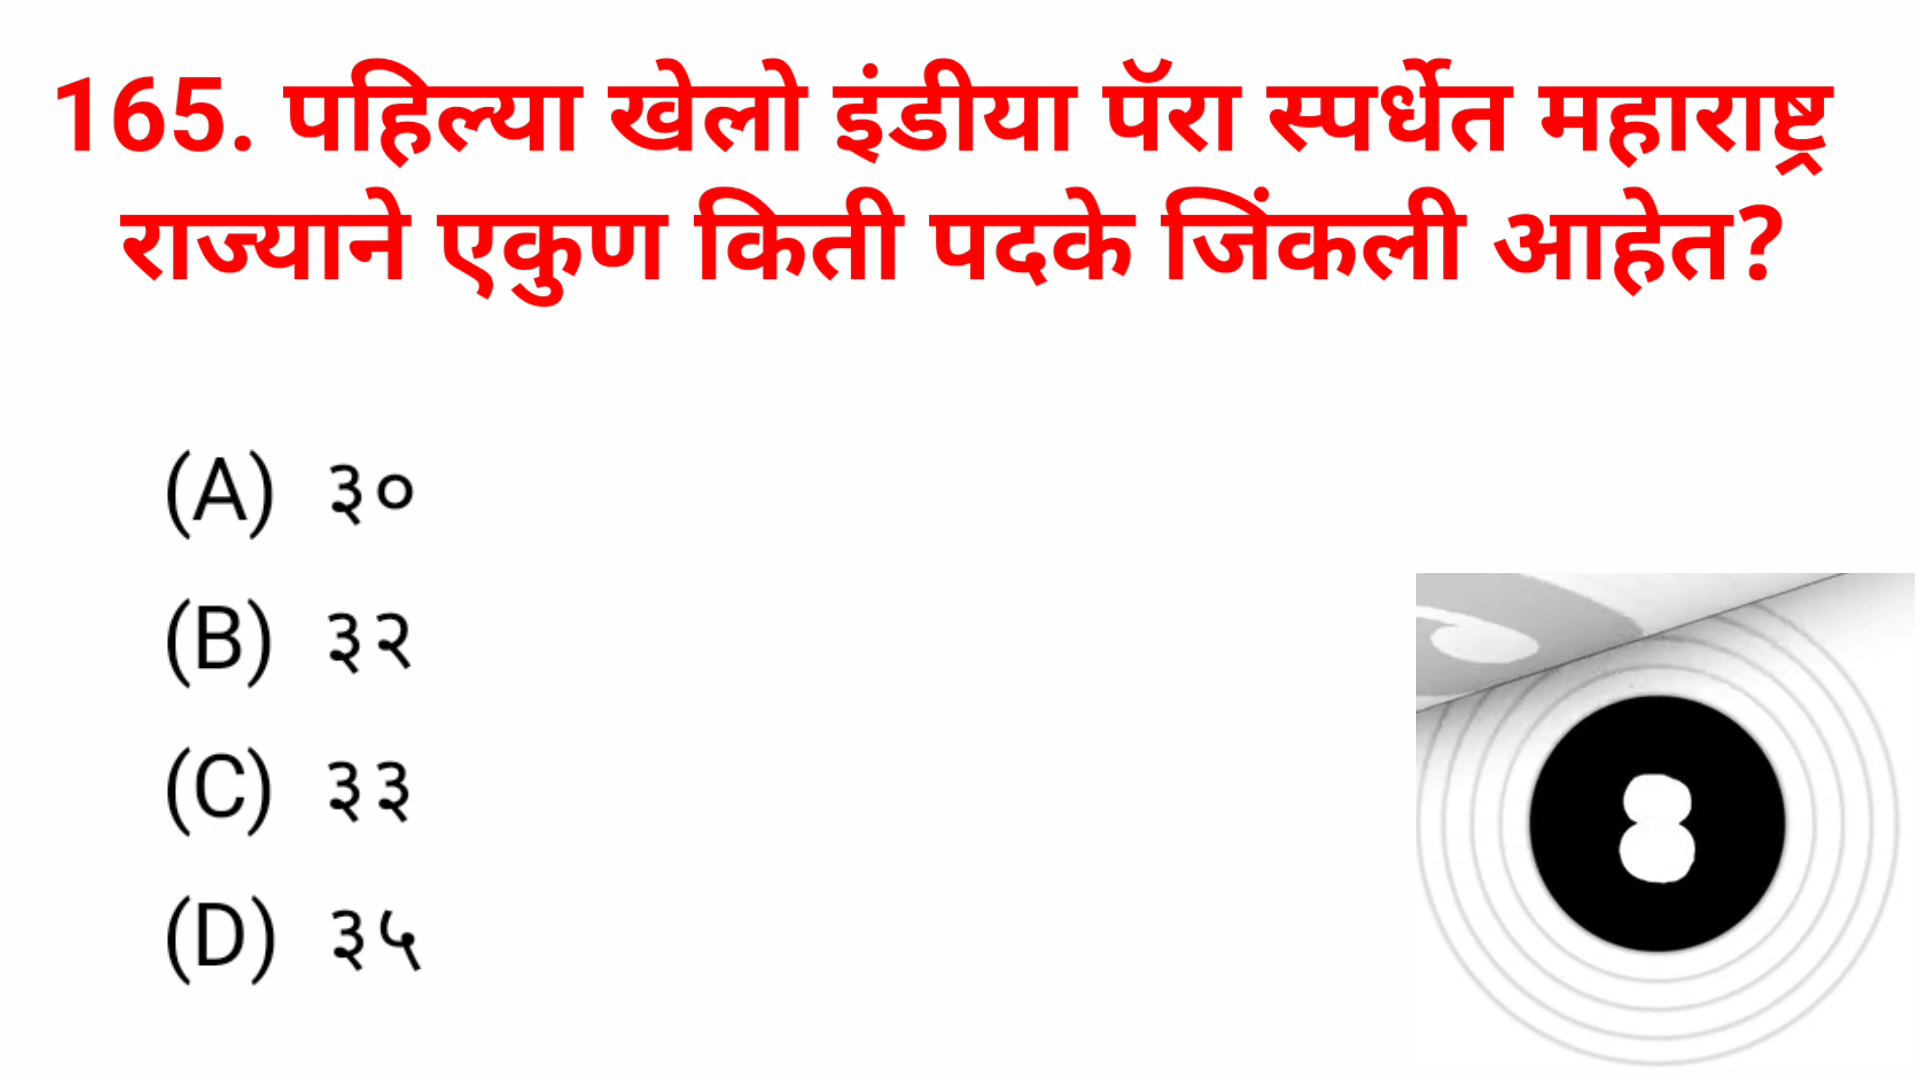 165. पहिल्या खेलो इंडीया पॅरा स्पर्धेत महाराष्ट्र
राज्याने एकुण किती पदके जिंकली आहेत?
(A) ३०
(B) ३२
(C) ३३
(D) ३५
8